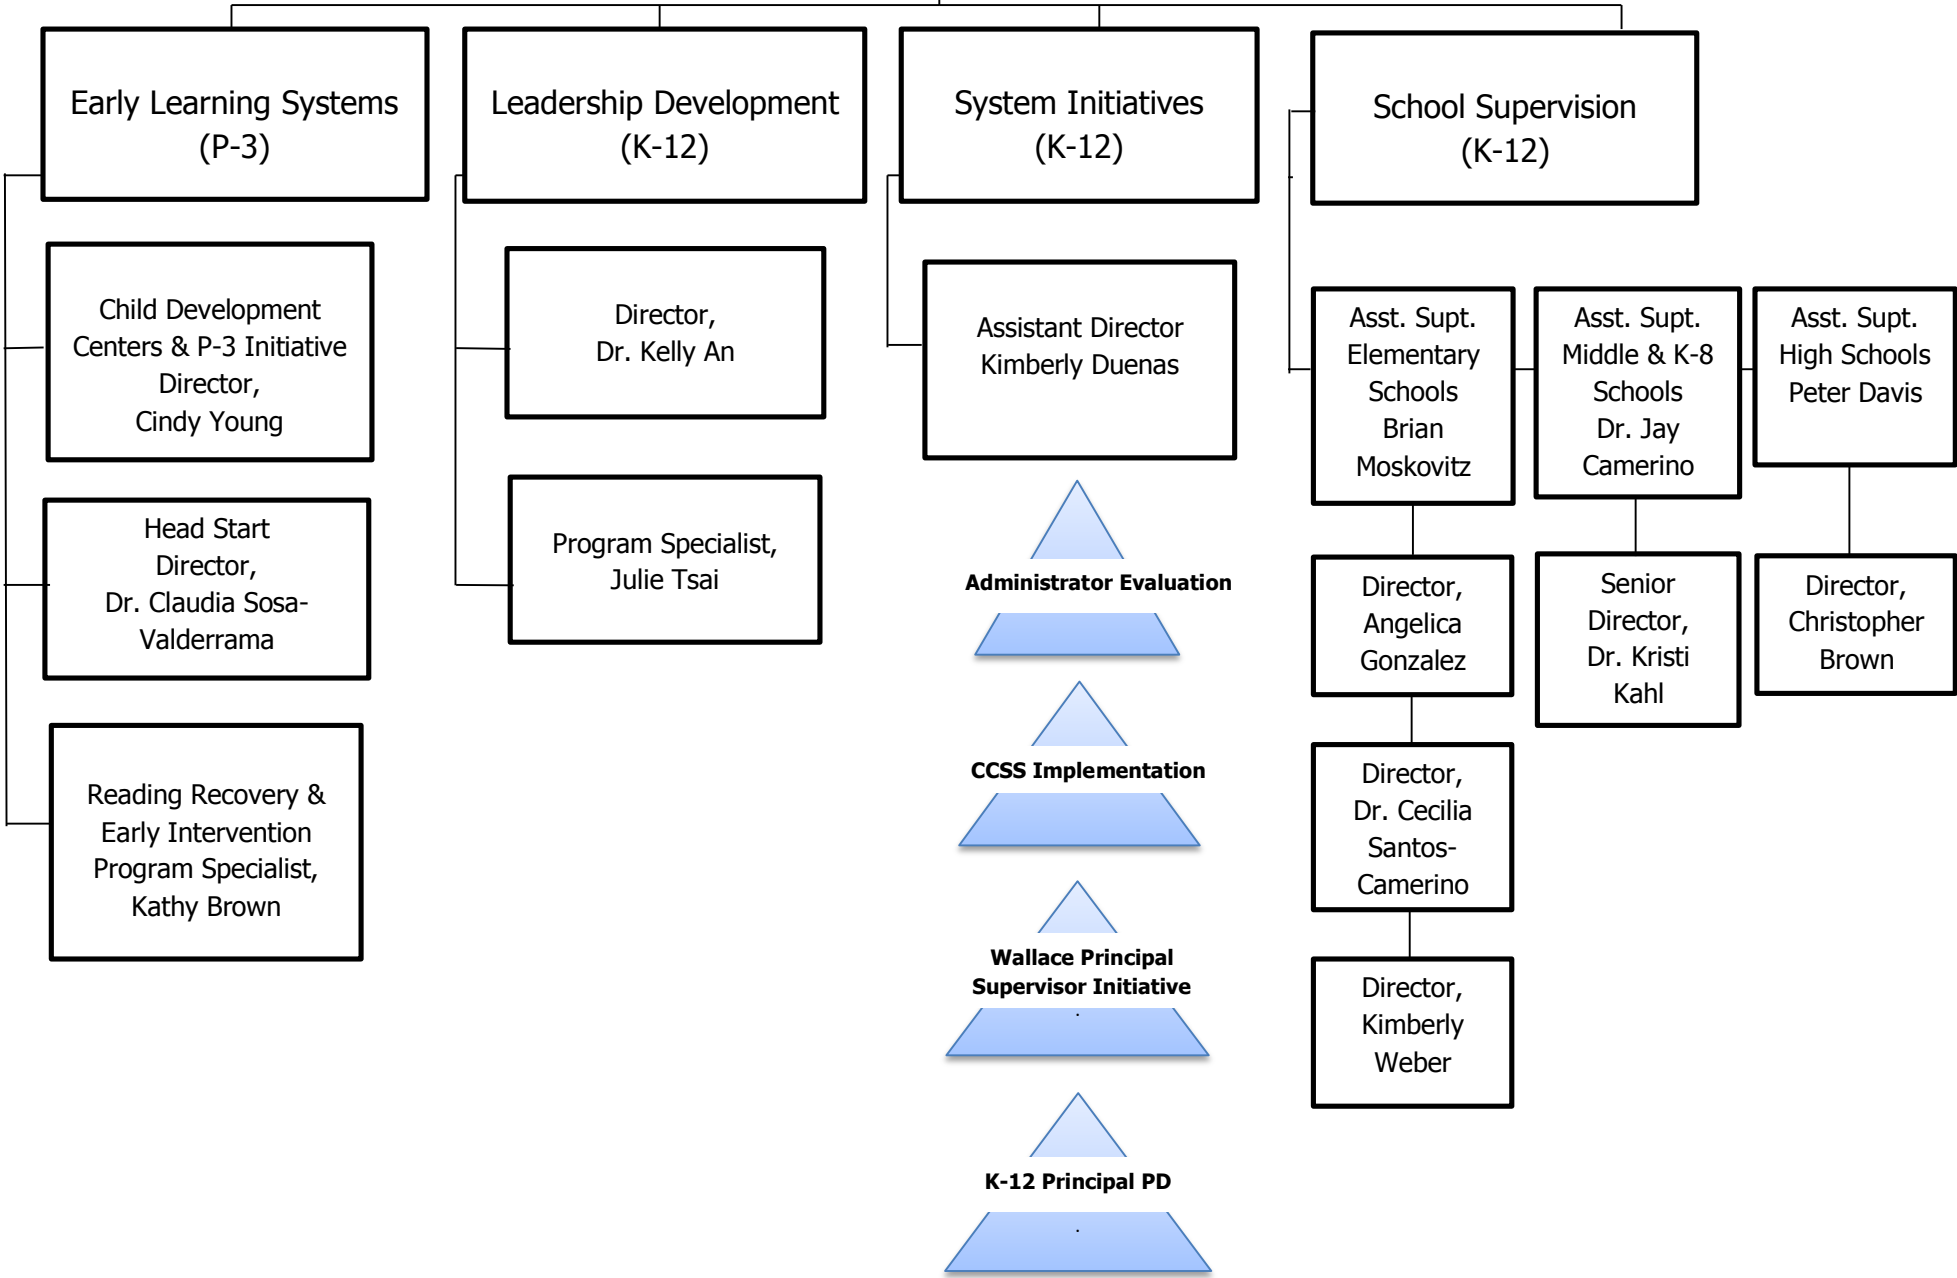 Early Learning Systems
(P-3)
Leadership Development
(K-12)
System Initiatives
(K-12)
School Supervision
(K-12)
Child Development
Centers & P-3 Initiative
Director,
Cindy Young
Head Start
Director,
Dr. Claudia Sosa-
Valderrama
Reading Recovery &
Early Intervention
Program Specialist,
Kathy Brown
Director,
Dr. Kelly An
Program Specialist,
Julie Tsai
Assistant Director
Kimberly Duenas
Administrator Evaluation
CCSS Implementation
Wallace Principal
Supervisor Initiative
.
K-12 Principal PD
.
Asst. Supt.
Elementary
Schools
Brian
Moskovitz
Director,
Angelica
Gonzalez
Director,
Dr. Cecilia
Santos-
Camerino
Director,
Kimberly
Weber
Asst. Supt.
Middle & K-8
Schools
Dr. Jay
Camerino
Senior
Director,
Dr. Kristi
Kahl
Asst. Supt.
High Schools
Peter Davis
Director,
Christopher
Brown